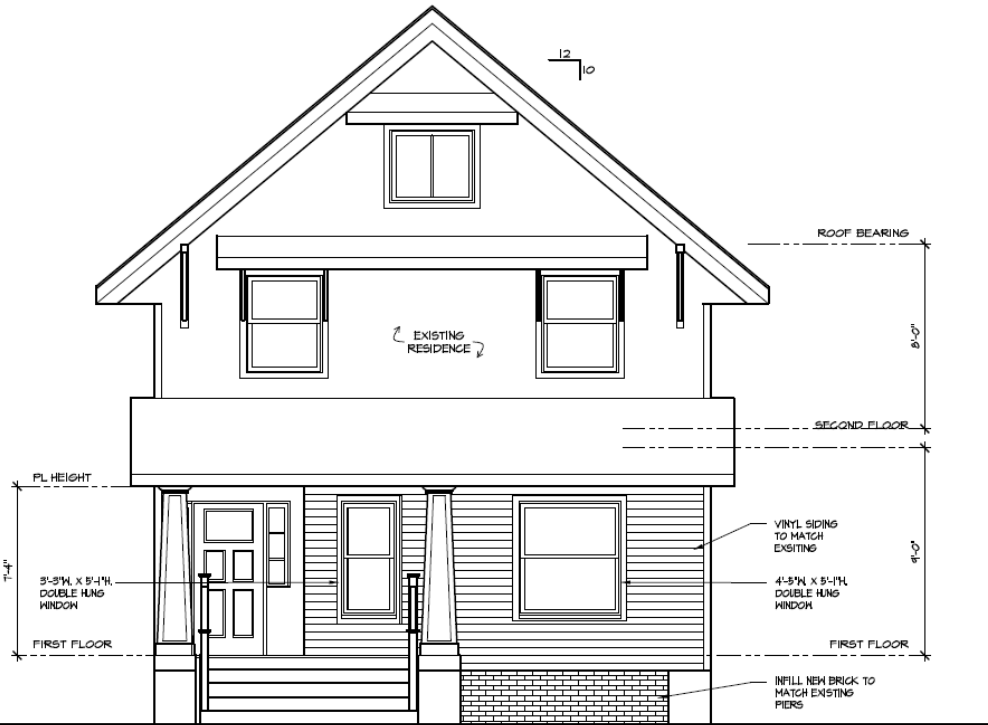 12
10
ROOF BEARING
EXISTING
RESIDENCE
8'-0"
SECOND FLOOR
PL HEIGHT
7'-4"
VINYL SIDING
TO MATCH
EXSITING
9'-0"
3'-3"W. X 5'-1"H.
DOUBLE HUNG
WINDOW
4'-5"W. X 5'-1"H.
DOUBLE HUNG
WINDOW
FIRST FLOOR
FIRST FLOOR
INFILL NEW BRICK TO
MATCH EXISTING
PIERS